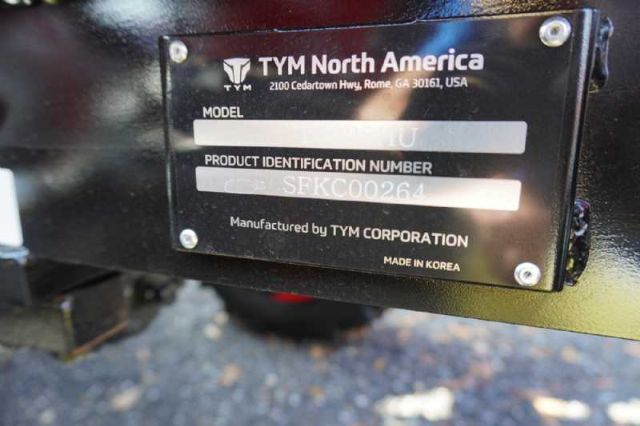 TYM
TYM North America
2100 Cedartown Hwy, Rome, GA 30161, USA
MODEL
PRODUCT IDENTIFICATION NUMBER
SFKC00264
Manufactured by TYM CORPORATION
MADE IN KOREA